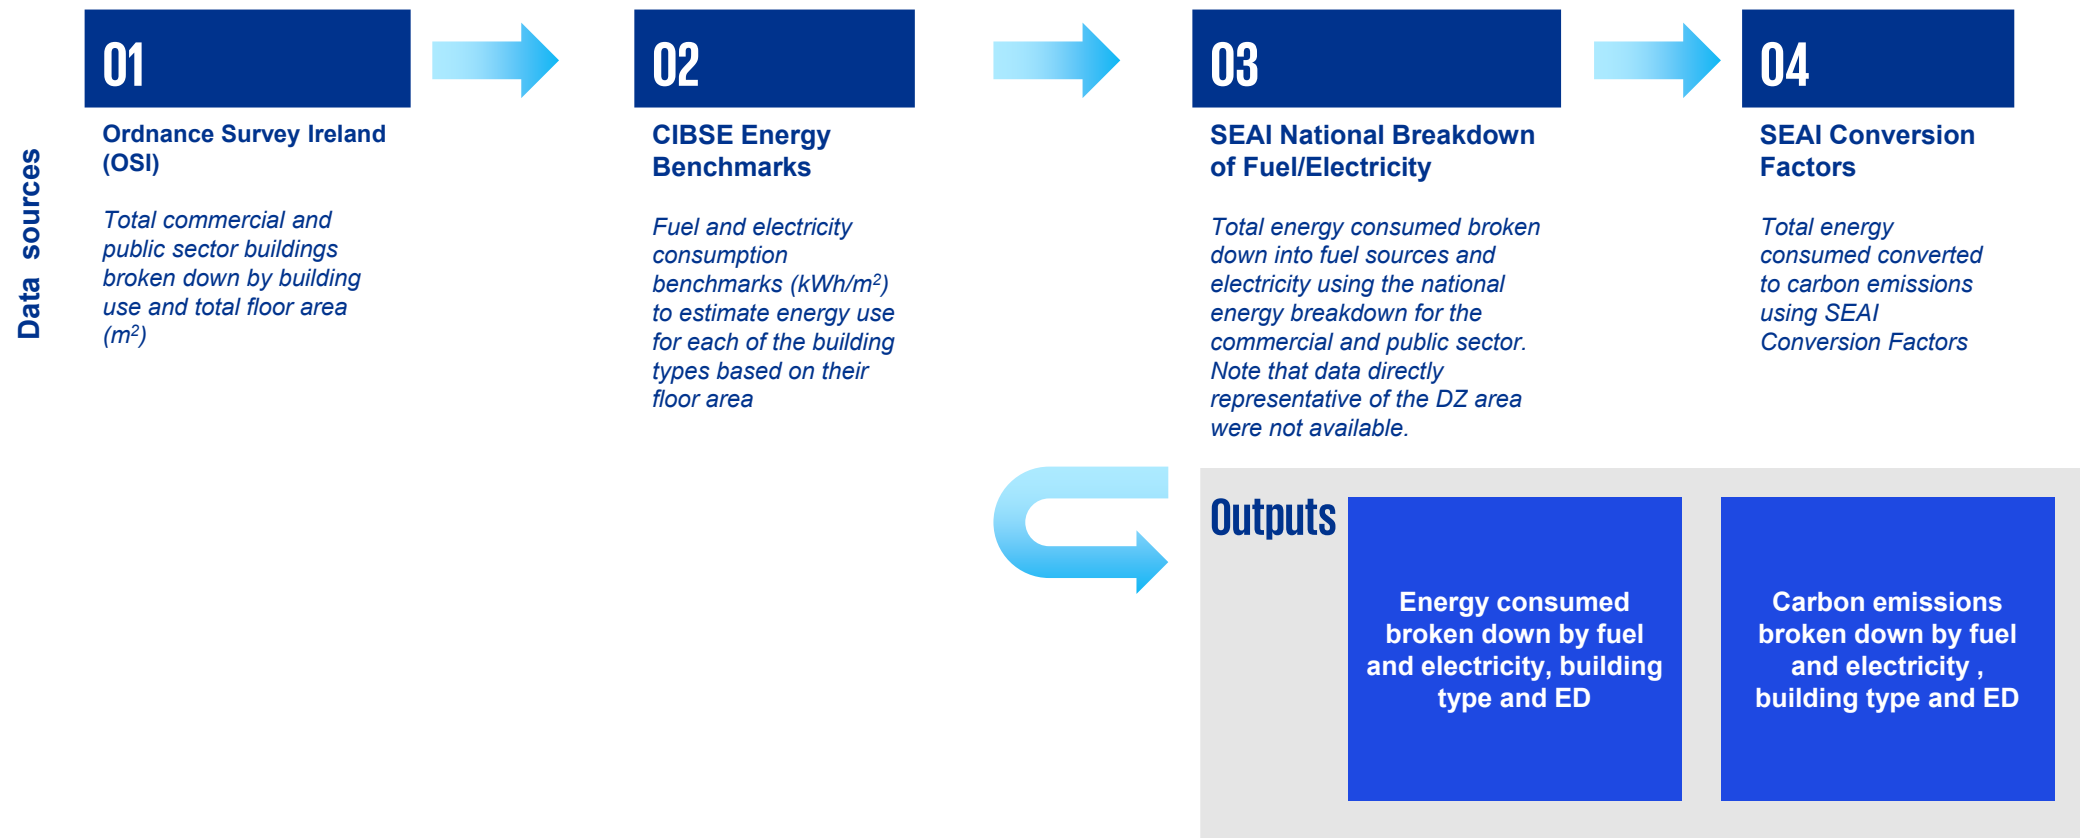 Data sources
01
Ordnance Survey Ireland
(OSI)
Total commercial and
public sector buildings
broken down by building
use and total floor area
(m²)
02
CIBSE Energy
Benchmarks
Fuel and electricity
consumption
benchmarks (kWh/m²)
to estimate energy use
for each of the building
types based on their
floor area
03
SEAI National Breakdown
of Fuel/Electricity
Total energy consumed broken
down into fuel sources and
electricity using the national
energy breakdown for the
commercial and public sector.
Note that data directly
representative of the DZ area
were not available.
04
SEAI Conversion
Factors
Total energy
consumed converted
to carbon emissions
using SEAI
Conversion Factors
Outputs
Energy consumed
broken down by fuel
and electricity, building
type and ED
Carbon emissions
broken down by fuel
and electricity ,
building type and ED